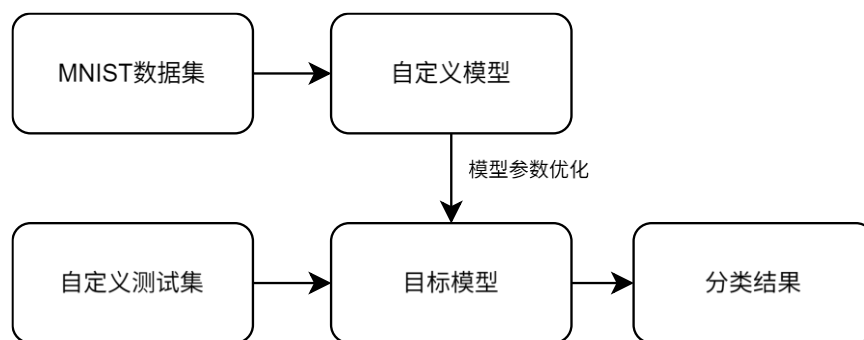 MNIST数据集
自定义模型
模型参数优化
自定义测试集
目标模型
分类结果